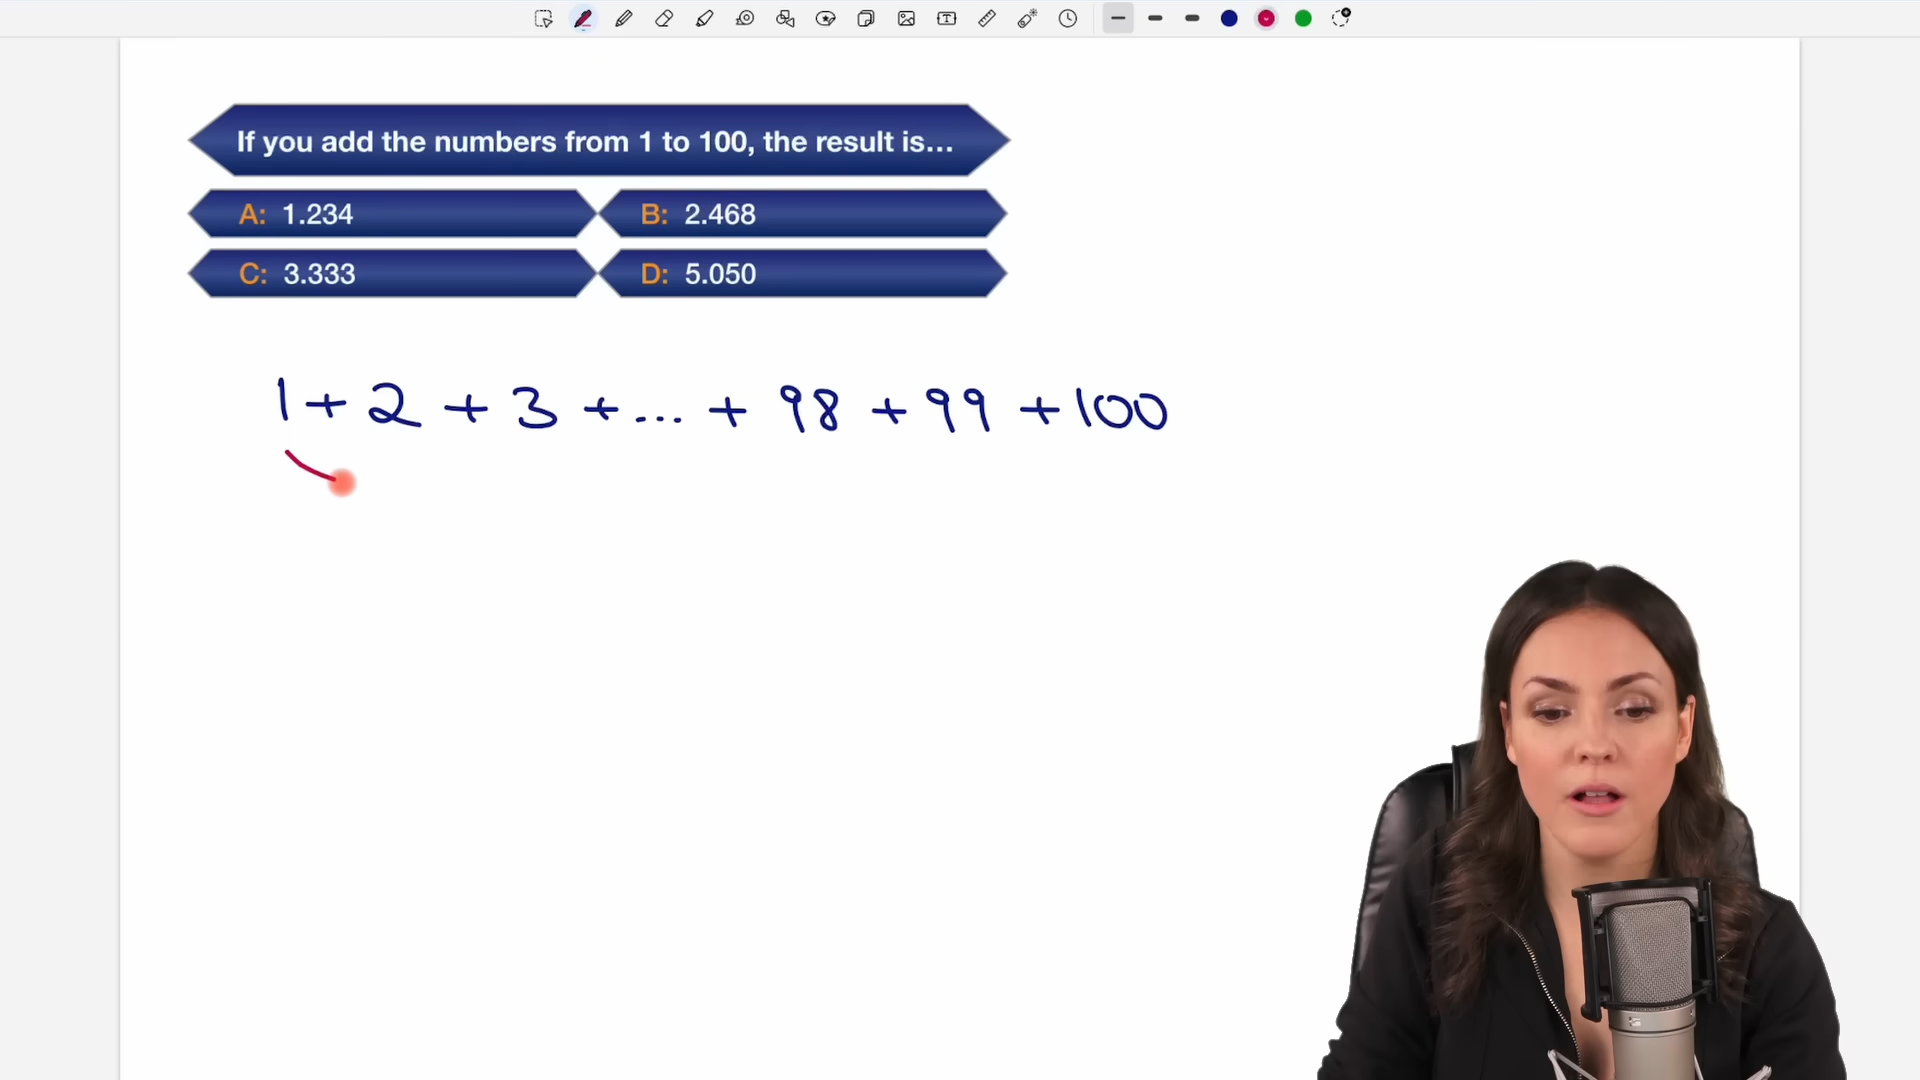 If you add the numbers from 1 to 100, the result is...
A: 1.234
B: 2.468
C: 3.333
D: 5.050
1 + 2 + 3 + ... + 98 + 99 + 100